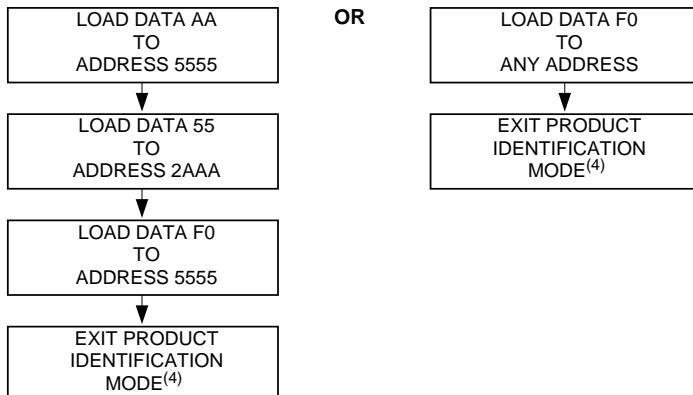 LOAD DATA AA
TO
ADDRESS 5555
LOAD DATA 55
TO
ADDRESS 2AAA
LOAD DATA F0
TO
ADDRESS 5555
EXIT PRODUCT
IDENTIFICATION
MODE(4)
OR
LOAD DATA F0
TO
ANY ADDRESS
EXIT PRODUCT
IDENTIFICATION
MODE(4)